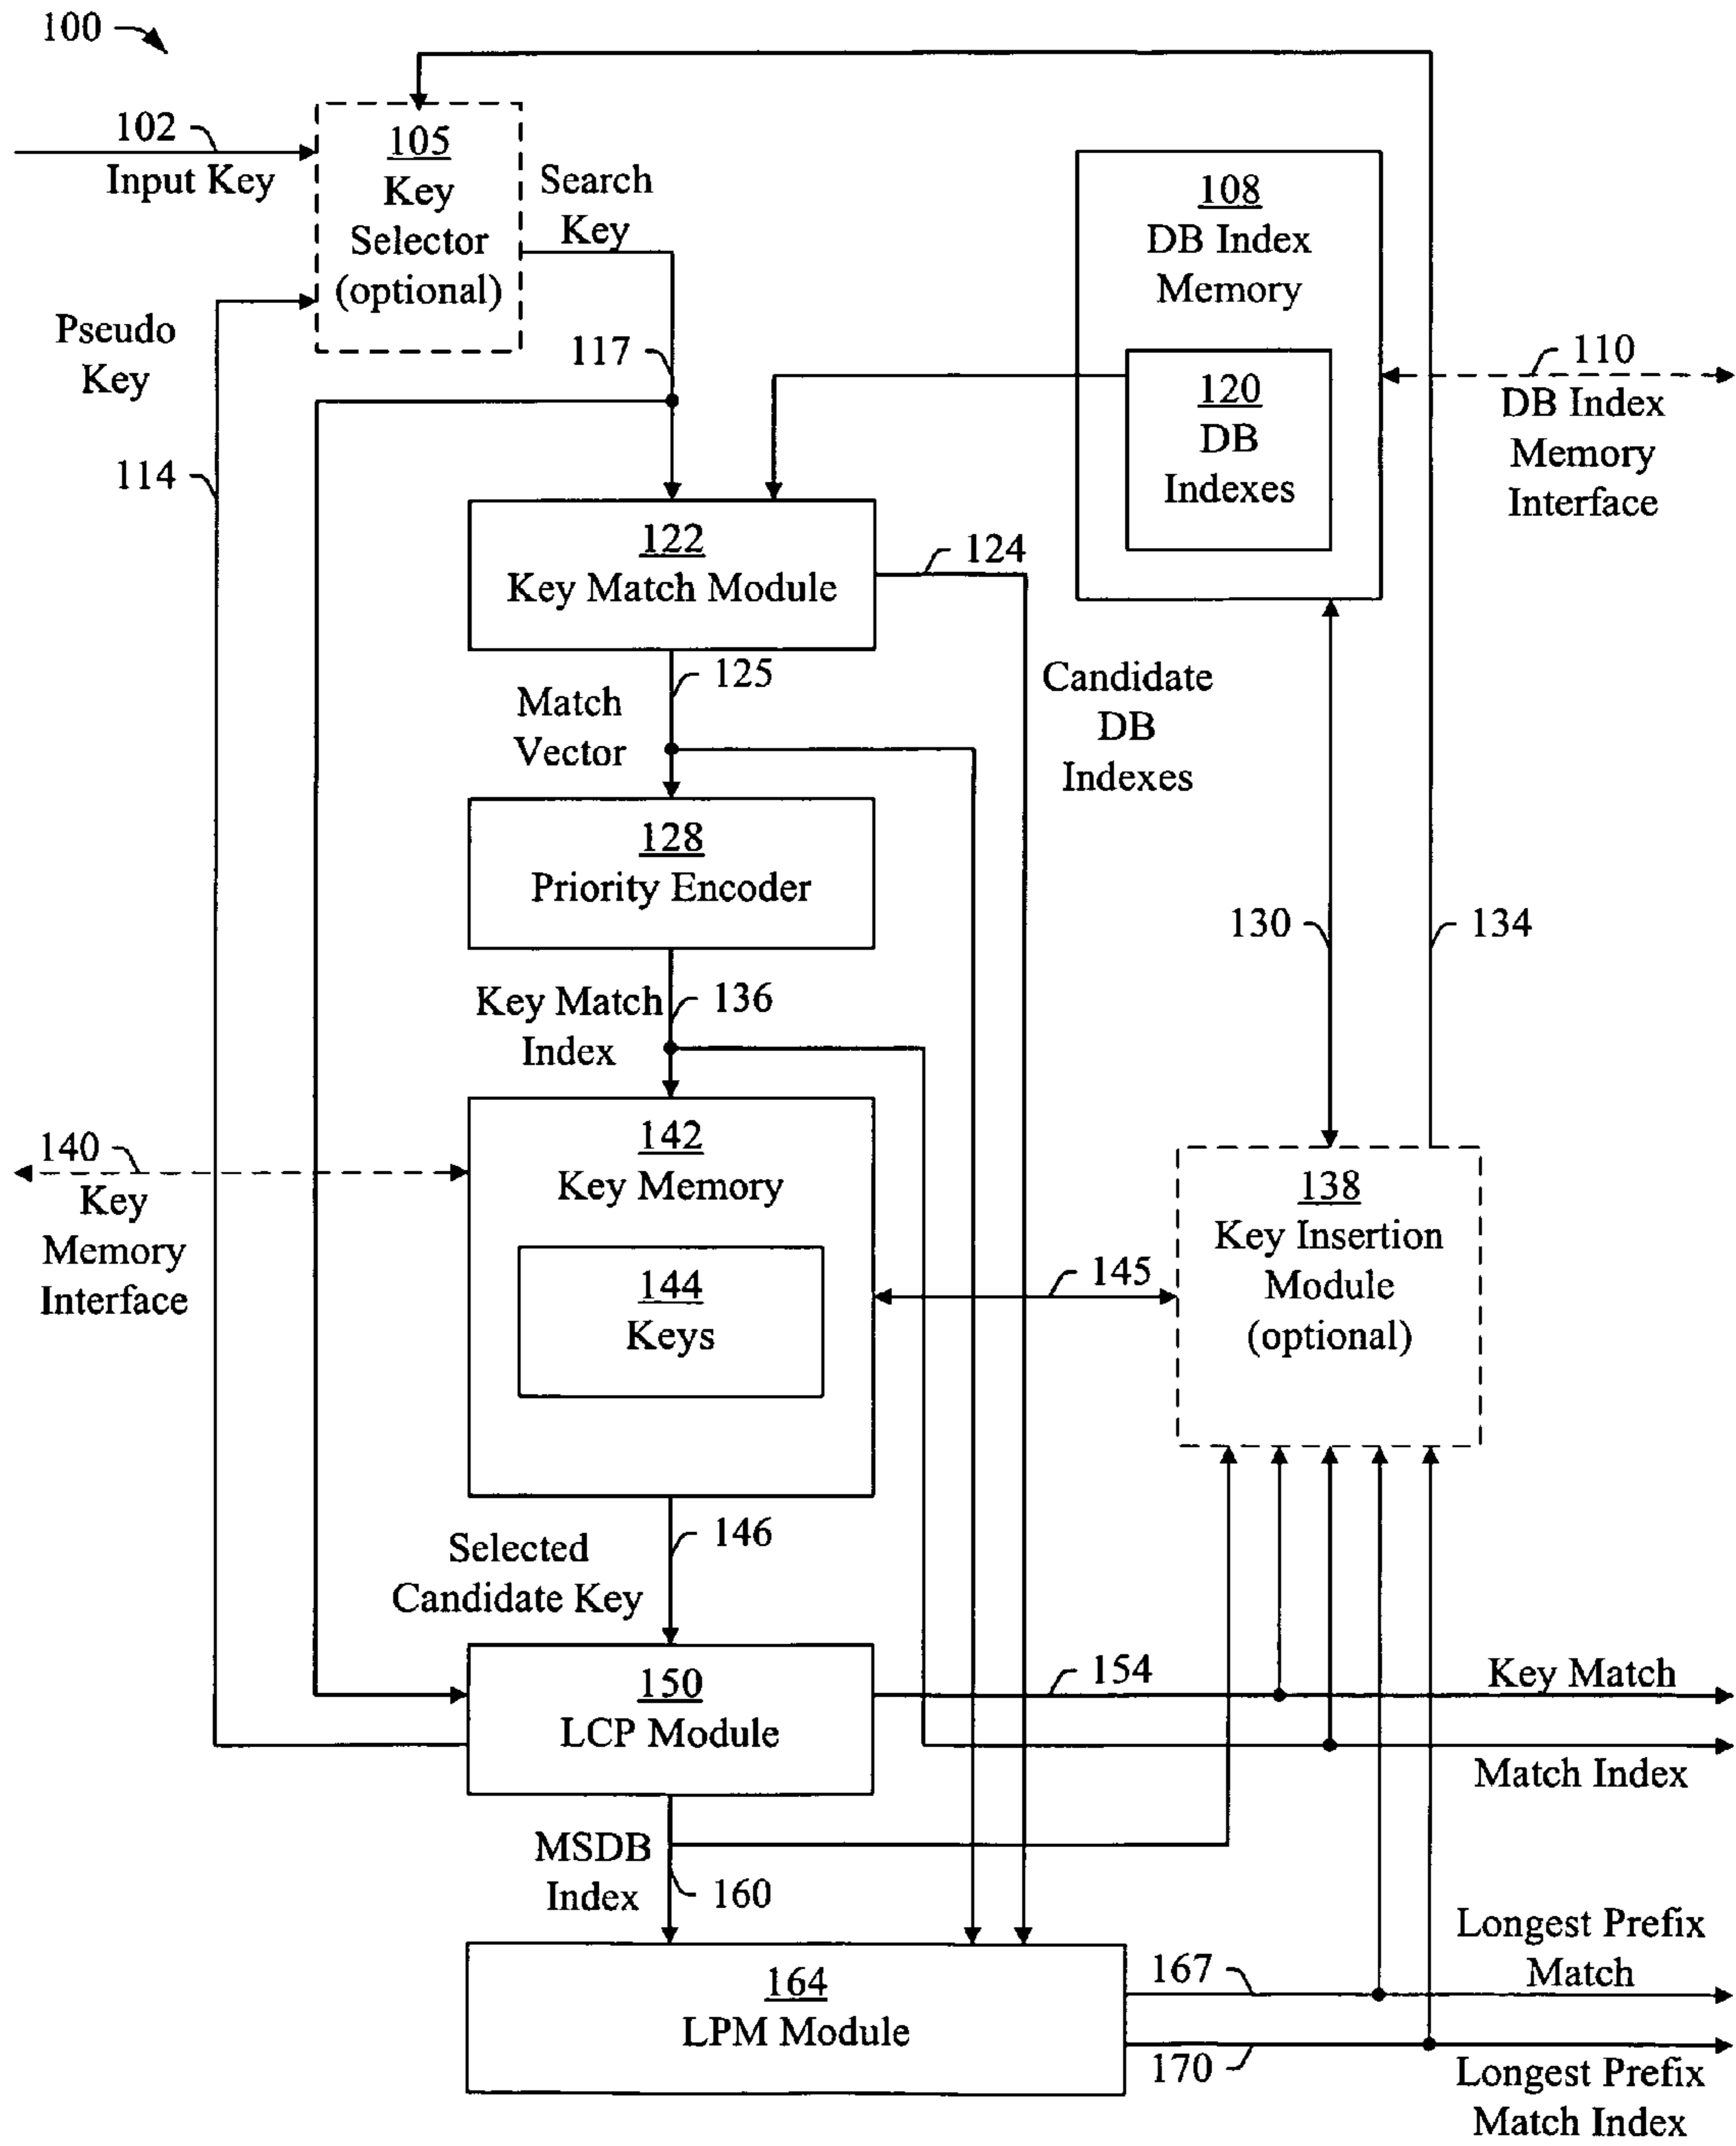 100
102
Input Key
105
Key
Selector
(optional)
Search
Key
108
DB Index
Memory
Pseudo
Key
117
110
DB Index
Memory
Interface
120
DB
Indexes
114
122
Key Match Module
124
125
Match
Vector
Candidate
DB
Indexes
128
Priority Encoder
130
134
Key Match
Index
136
140
Key
Memory
Interface
142
Key Memory
144
Keys
145
138
Key Insertion
Module
(optional)
146
Selected
Candidate Key
150
LCP Module
154
Key Match
Match Index
MSDB
Index
160
164
LPM Module
167
Longest Prefix
Match
170
Longest Prefix
Match Index